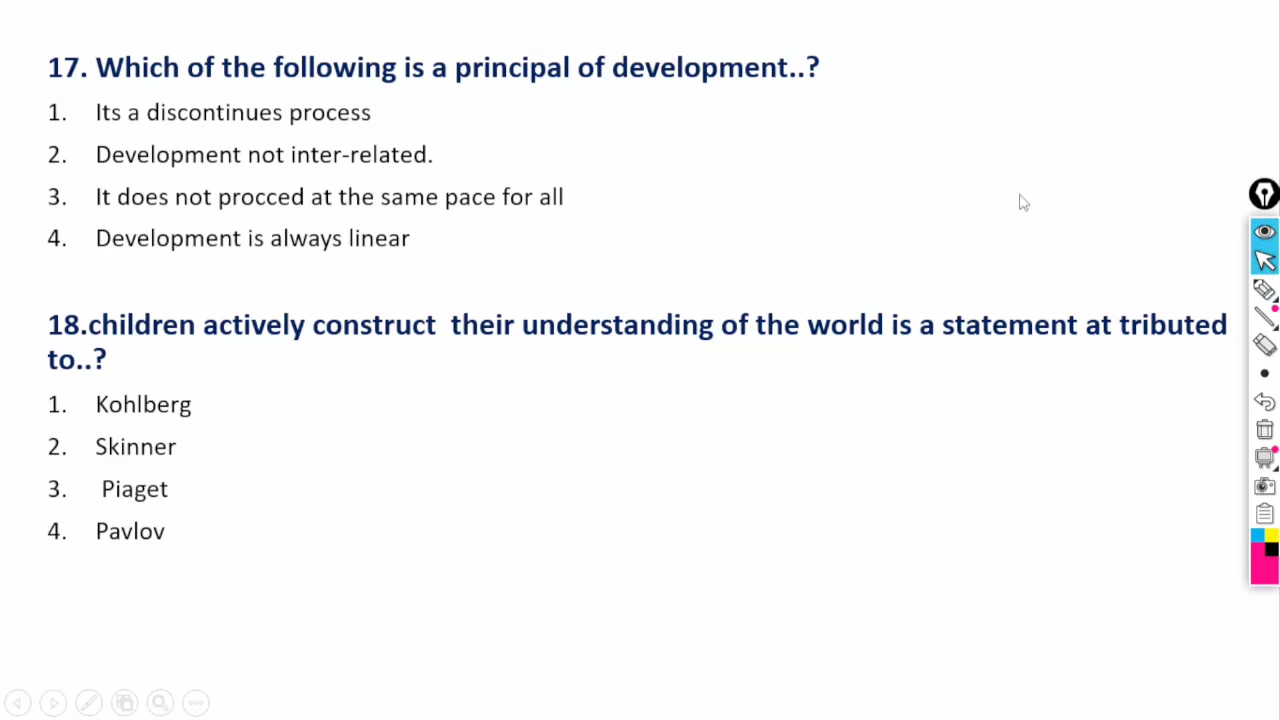 17. Which of the following is a principal of development..?
1. Its a discontinues process
2. Development not inter-related.
3. It does not procced at the same pace for all
4. Development is always linear
18.children actively construct  their understanding of the world is a statement at tributed
to..?
1. Kohlberg
2. Skinner
3. Piaget
4. Pavlov